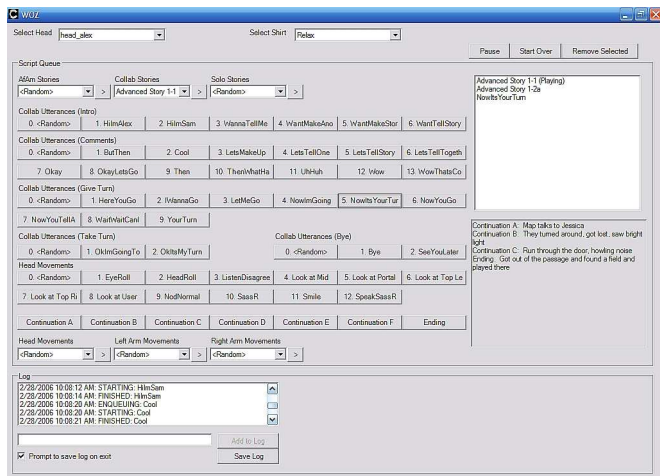 WOZ
Select Head head_alex Select Shirt Relax
Pause Start Over Remove Selected
Script Queue
AfAm Stories Collab Stories Solo Stories
<Random> > Advanced Story 1-1 > <Random> >
Advanced Story 1-1 (Playing)
Advanced Story 1-2a
NowItsYourTurn
Collab Utterances (Intro)
0. <Random> 1. HiImAlex 2. HiImSam 3. WannaTellMe 4. WantMakeAno 5. WantMakeStor 6. WantTellStory
Collab Utterances (Comments)
0. <Random> 1. ButThen 2. Cool 3. LetsMakeUp 4. LetsTellOne 5. LetsTellStory 6. LetsTellTogeth
7. Okay 8. OkayLetsGo 9. Then 10. ThenWhatHa 11. UhHuh 12. Wow 13. WowThatsCo
Collab Utterances (Give Turn)
0. <Random> 1. HereYouGo 2. IWannaGo 3. LetMeGo 4. NowImGoing 5. NowItsYourTur 6. NowYouGo
7. NowYouTellA 8. WaitWaitCanI 9. YourTurn
Collab Utterances (Take Turn) Collab Utterances (Bye)
0. <Random> 1. OkImGoingTo 2. OkItsMyTurn 0. <Random> 1. Bye 2. SeeYouLater
Continuation A: Map talks to Jessica
Continuation B: They turned around, got lost, saw bright
light
Continuation C: Run through the door, howling noise
Ending: Got out of the passage and found a field and
played there
Head Movements
0. <Random> 1. EyeRoll 2. HeadRoll 3. ListenDisagree 4. Look at Mid 5. Look at Portal 6. Look at Top Le
7. Look at Top Ri 8. Look at User 9. NodNormal 10. SassR 11. Smile 12. SpeakSassR
Continuation A Continuation B Continuation C Continuation D Continuation E Continuation F Ending
Head Movements Left Arm Movements Right Arm Movements
<Random> > <Random> > <Random> >
Log
2/28/2006 10:08:12 AM: STARTING: HiImSam
2/28/2006 10:08:14 AM: FINISHED: HiImSam
2/28/2006 10:08:20 AM: ENQUEUING: Cool
2/28/2006 10:08:20 AM: STARTING: Cool
2/28/2006 10:08:21 AM: FINISHED: Cool
Add to Log
Prompt to save log on exit Save Log